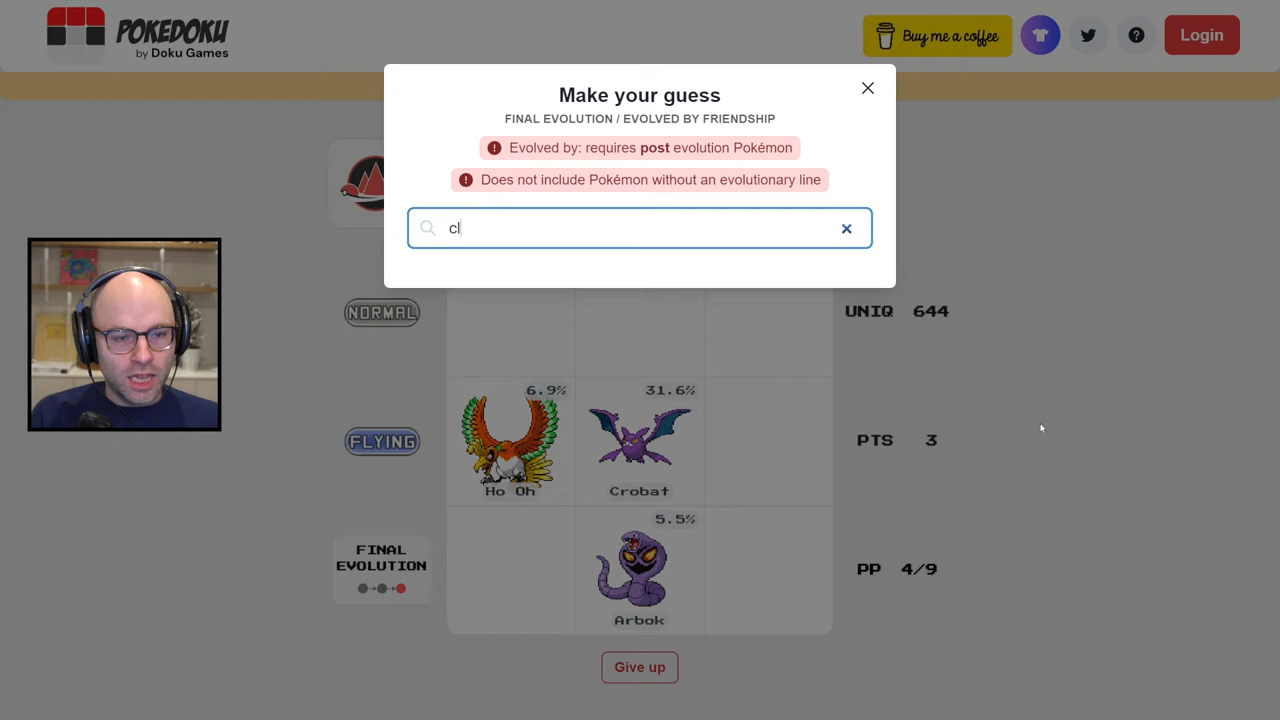 POKEDOKU
by Doku Games
Buy me a coffee
Login
Make your guess
FINAL EVOLUTION / EVOLVED BY FRIENDSHIP
Evolved by: requires post evolution Pokémon
Does not include Pokémon without an evolutionary line
cl
NORMAL
UNIQ 644
6.9%
31.6%
FLYING
Ho Oh
Crobat
PTS 3
FINAL
EVOLUTION
5.5%
Arbok
PP 4/9
Give up